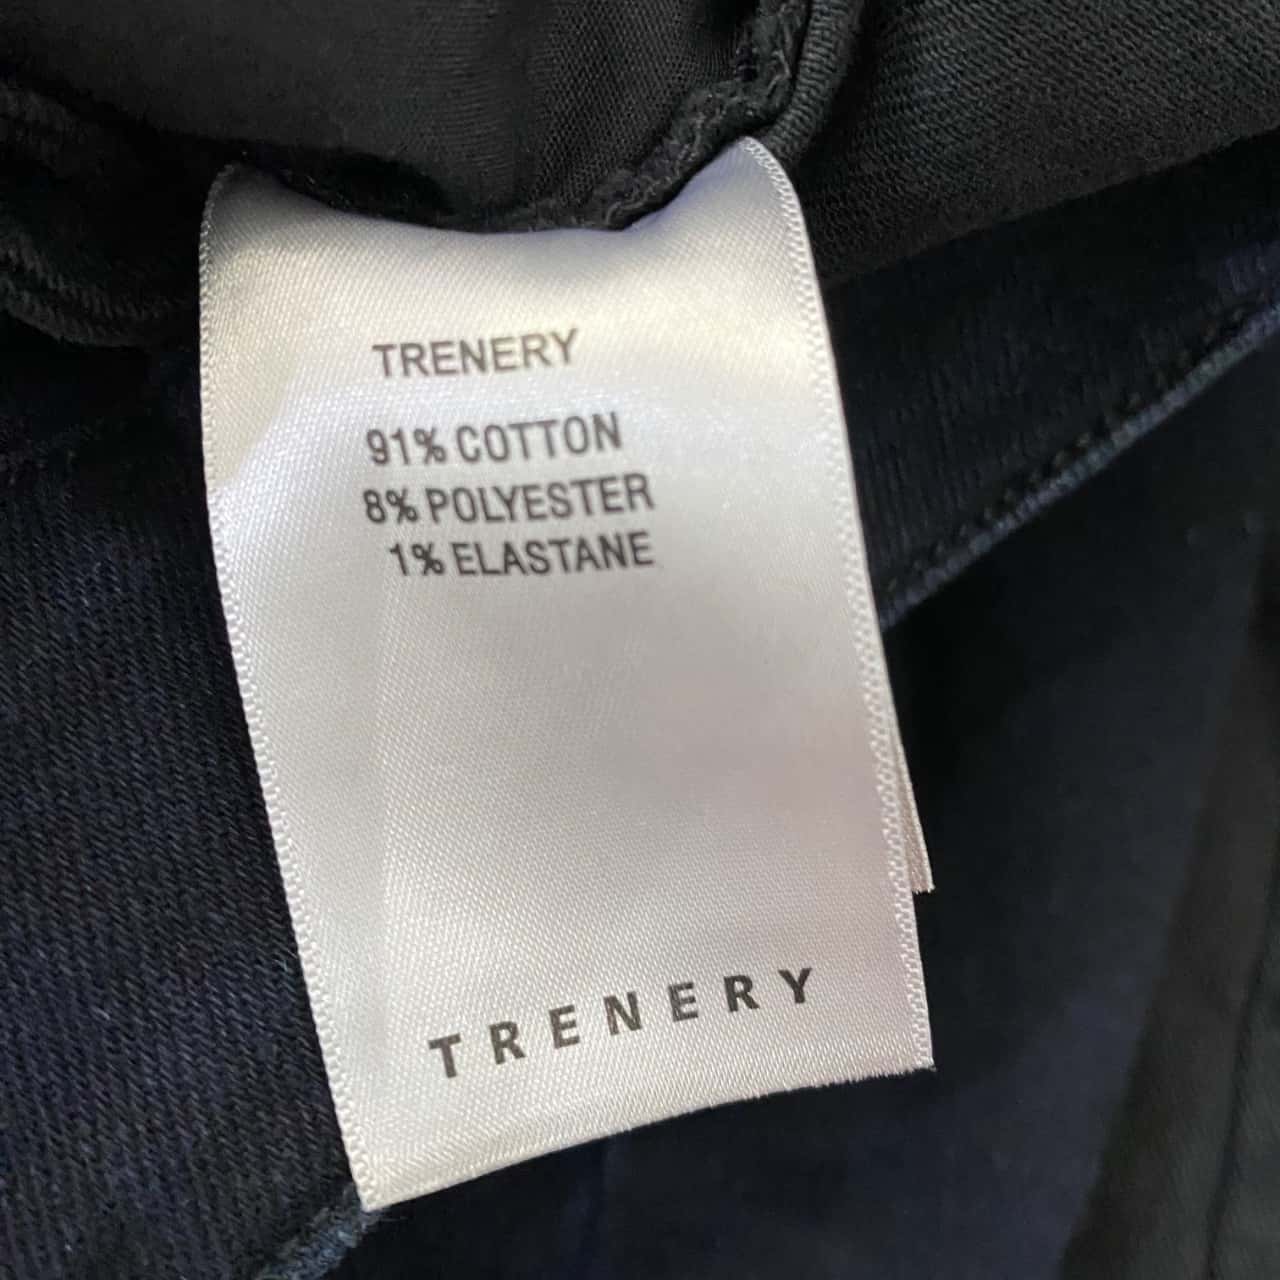 TRENERY
91% COTTON
8% POLYESTER
1% ELASTANE
TRENERY